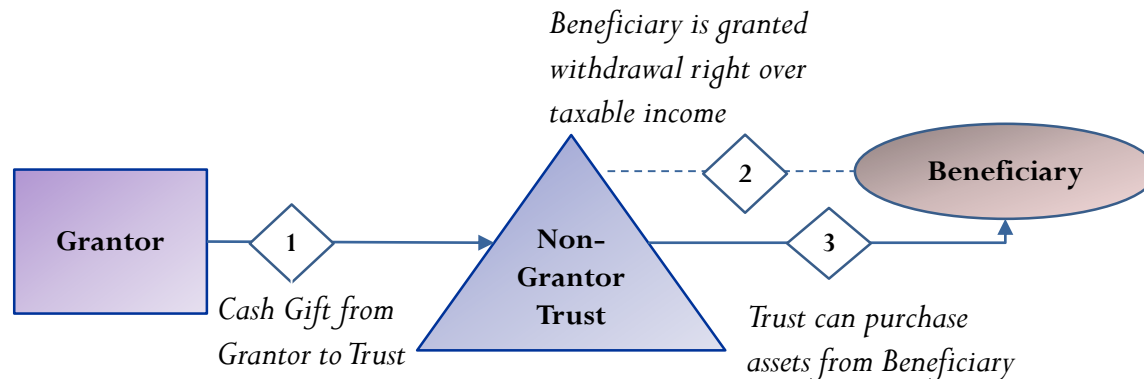 Beneficiary is granted
withdrawal right over
taxable income
2
Beneficiary
Grantor
1
Non-
Grantor
Trust
3
Cash Gift from
Grantor to Trust
Trust can purchase
assets from Beneficiary